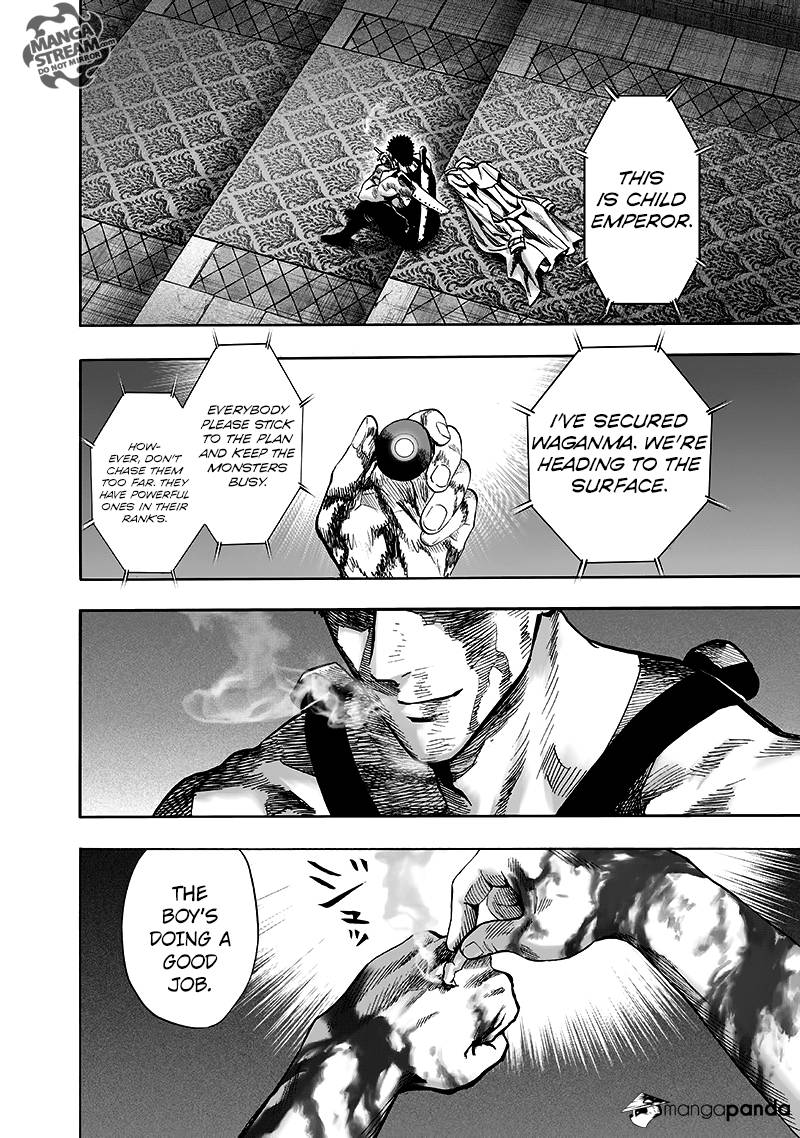 MANGA
STREAM.COM
DO NOT MIRROR
THIS
IS CHILD
EMPEROR.
I'VE SECURED
WAGANMA. WE'RE
HEADING TO THE
SURFACE.
EVERYBODY
PLEASE STICK
TO THE PLAN
AND KEEP THE
MONSTERS
BUSY.
HOW-
EVER, DON'T
CHASE THEM
TOO FAR. THEY
HAVE POWERFUL
ONES IN THEIR
RANK'S.
ジュッ
THE
BOY'S
DOING A
GOOD
JOB.
mangapanda